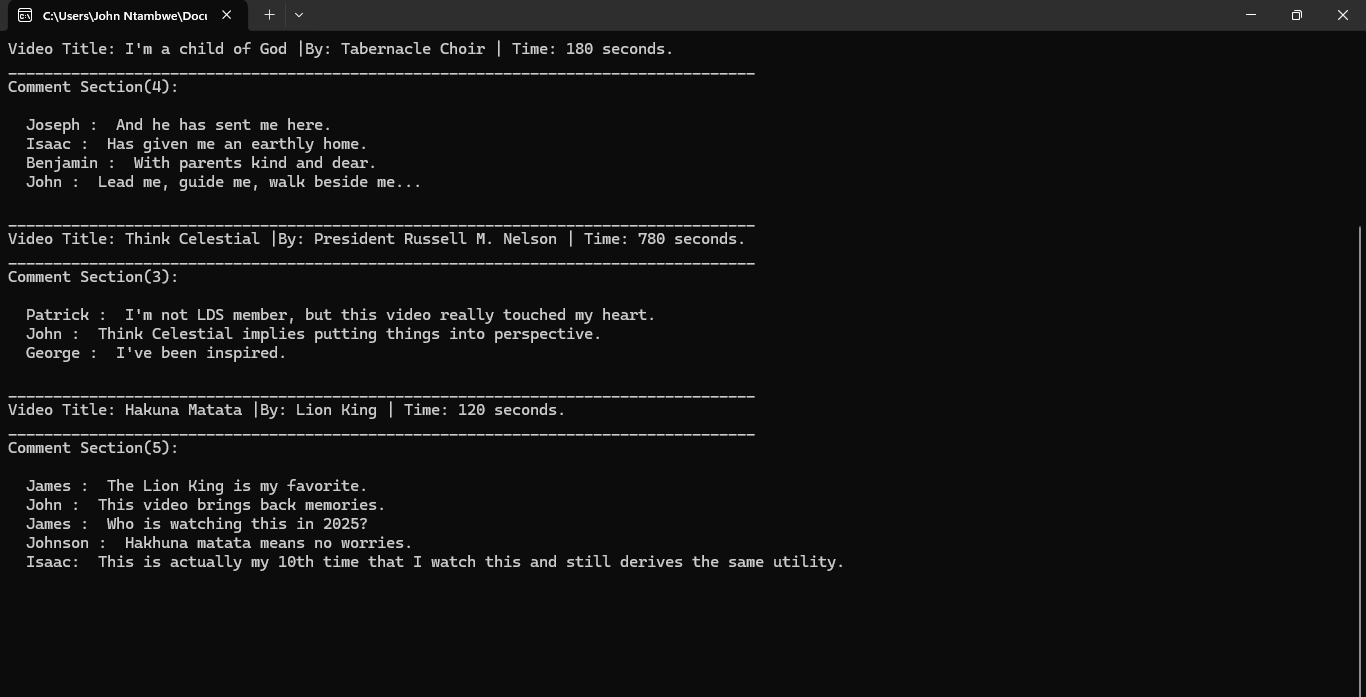 C:\Users\John Ntambwe\Docu
Video Title: I'm a child of God |By: Tabernacle Choir | Time: 180 seconds.
___________________________________________________________________________________
Comment Section(4):
Joseph :  And he has sent me here.
Isaac :  Has given me an earthly home.
Benjamin :  With parents kind and dear.
John :  Lead me, guide me, walk beside me...
___________________________________________________________________________________
Video Title: Think Celestial |By: President Russell M. Nelson | Time: 780 seconds.
___________________________________________________________________________________
Comment Section(3):
Patrick :  I'm not LDS member, but this video really touched my heart.
John :  Think Celestial implies putting things into perspective.
George :  I've been inspired.
___________________________________________________________________________________
Video Title: Hakuna Matata |By: Lion King | Time: 120 seconds.
___________________________________________________________________________________
Comment Section(5):
James :  The Lion King is my favorite.
John :  This video brings back memories.
James :  Who is watching this in 2025?
Johnson :  Hakhuna matata means no worries.
Isaac:  This is actually my 10th time that I watch this and still derives the same utility.